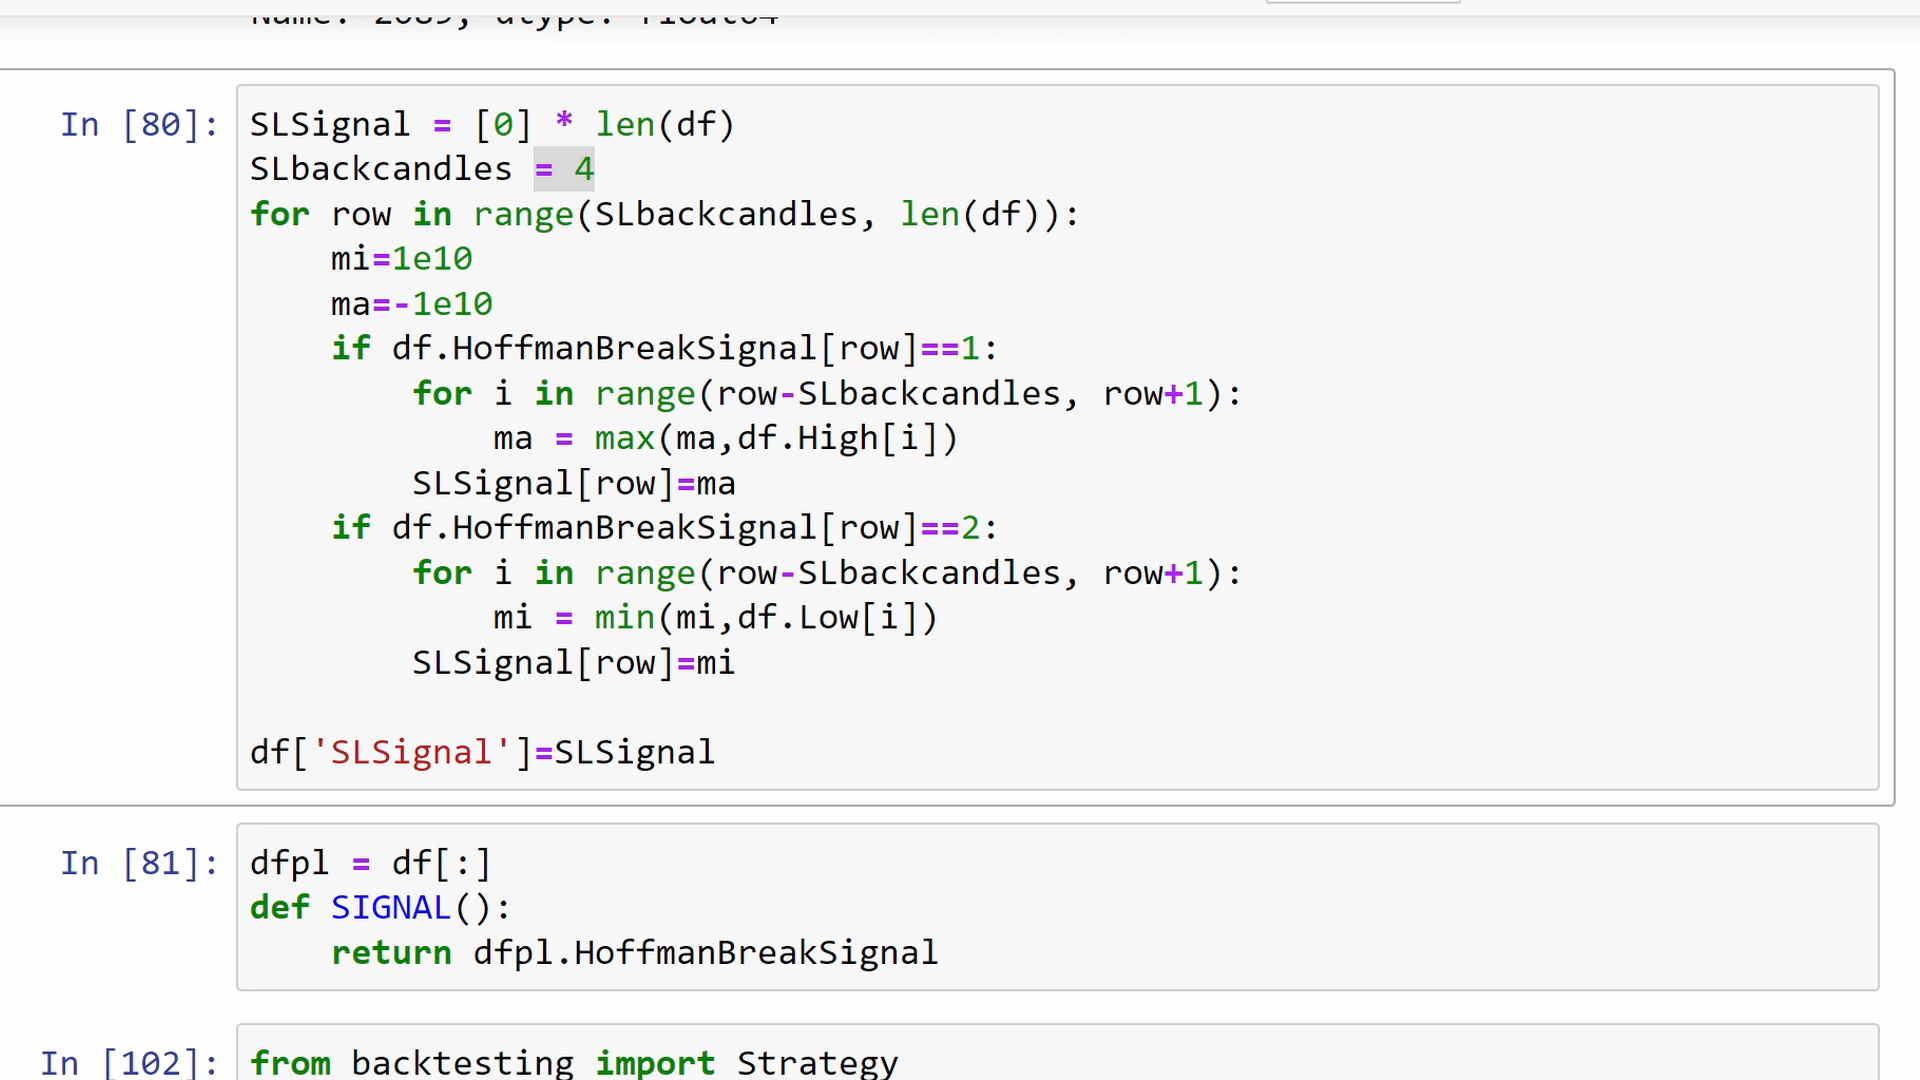 Name: 2089, dtype: float64
In [80]:
SLSignal = [0] * len(df)
SLbackcandles = 4
for row in range(SLbackcandles, len(df)):
    mi=1e10
    ma=-1e10
    if df.HoffmanBreakSignal[row]==1:
        for i in range(row-SLbackcandles, row+1):
            ma = max(ma,df.High[i])
        SLSignal[row]=ma
    if df.HoffmanBreakSignal[row]==2:
        for i in range(row-SLbackcandles, row+1):
            mi = min(mi,df.Low[i])
        SLSignal[row]=mi
df['SLSignal']=SLSignal
In [81]:
dfpl = df[:]
def SIGNAL():
    return dfpl.HoffmanBreakSignal
In [102]:
from backtesting import Strategy